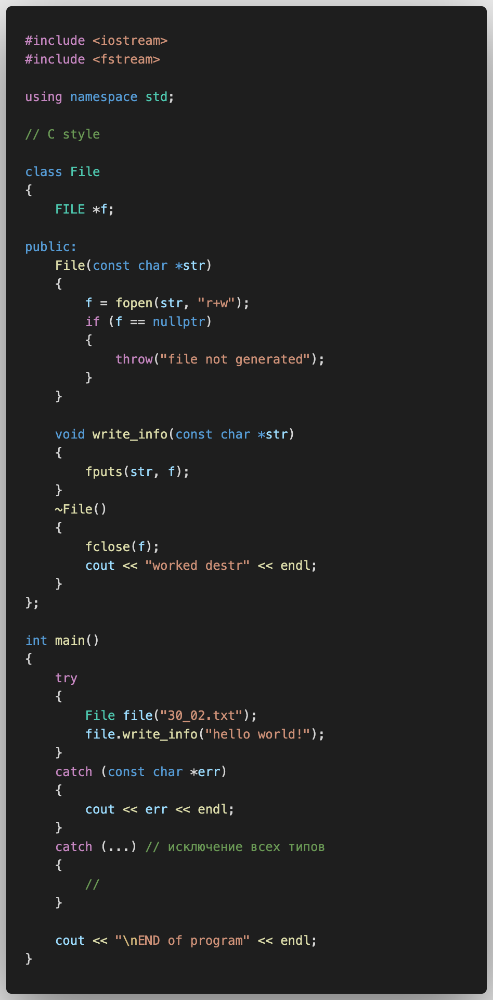 #include <iostream>
#include <fstream>

using namespace std;

// C style

class File
{
    FILE *f;

public:
    File(const char *str)
    {
        f = fopen(str, "r+w");
        if (f == nullptr)
        {
            throw("file not generated");
        }
    }

    void write_info(const char *str)
    {
        fputs(str, f);
    }
    ~File()
    {
        fclose(f);
        cout << "worked destr" << endl;
    }
};

int main()
{
    try
    {
        File file("30_02.txt");
        file.write_info("hello world!");
    }
    catch (const char *err)
    {
        cout << err << endl;
    }
    catch (...) // исключение всех типов
    {
        //
    }

    cout << "\nEND of program" << endl;
}